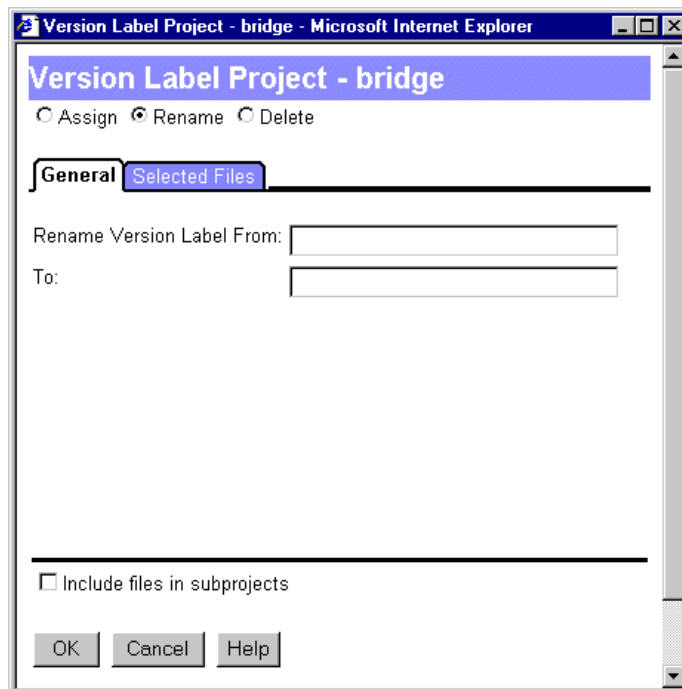 Version Label Project - bridge - Microsoft Internet Explorer
Version Label Project - bridge
Assign Rename Delete
General Selected Files
Rename Version Label From:
To:
Include files in subprojects
OK Cancel Help